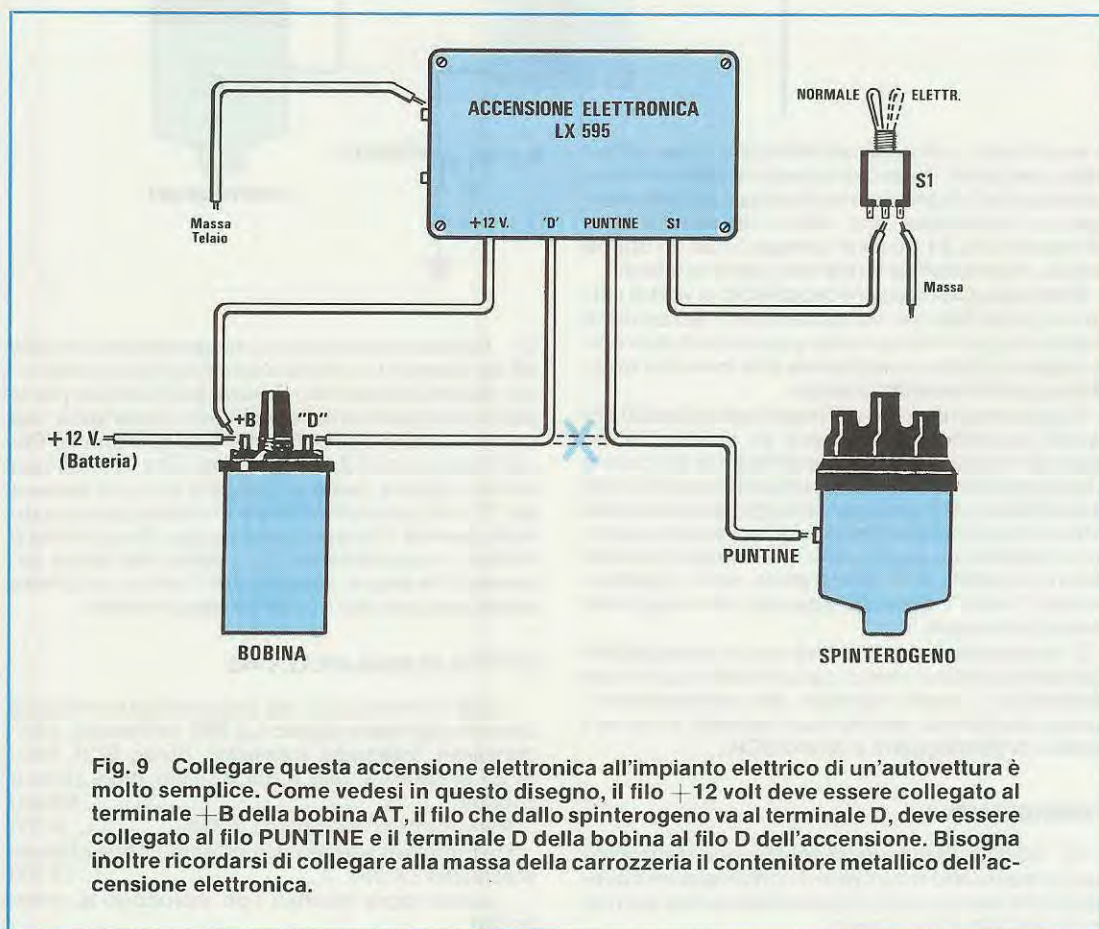 ACCENSIONE ELETTRONICA
LX 595
+12 V.
'D'
PUNTINE
S1
NORMALE
ELETTR.
S1
Massa
Massa
Telaio
+B
"D"
+12 V.
(Batteria)
BOBINA
PUNTINE
SPINTEROGENO
Fig. 9 Collegare questa accensione elettronica all'impianto elettrico di un'autovettura è
molto semplice. Come vedesi in questo disegno, il filo +12 volt deve essere collegato al
terminale +B della bobina AT, il filo che dallo spinterogeno va al terminale D, deve essere
collegato al filo PUNTINE e il terminale D della bobina al filo D dell'accensione. Bisogna
inoltre ricordarsi di collegare alla massa della carrozzeria il contenitore metallico dell'ac-
censione elettronica.